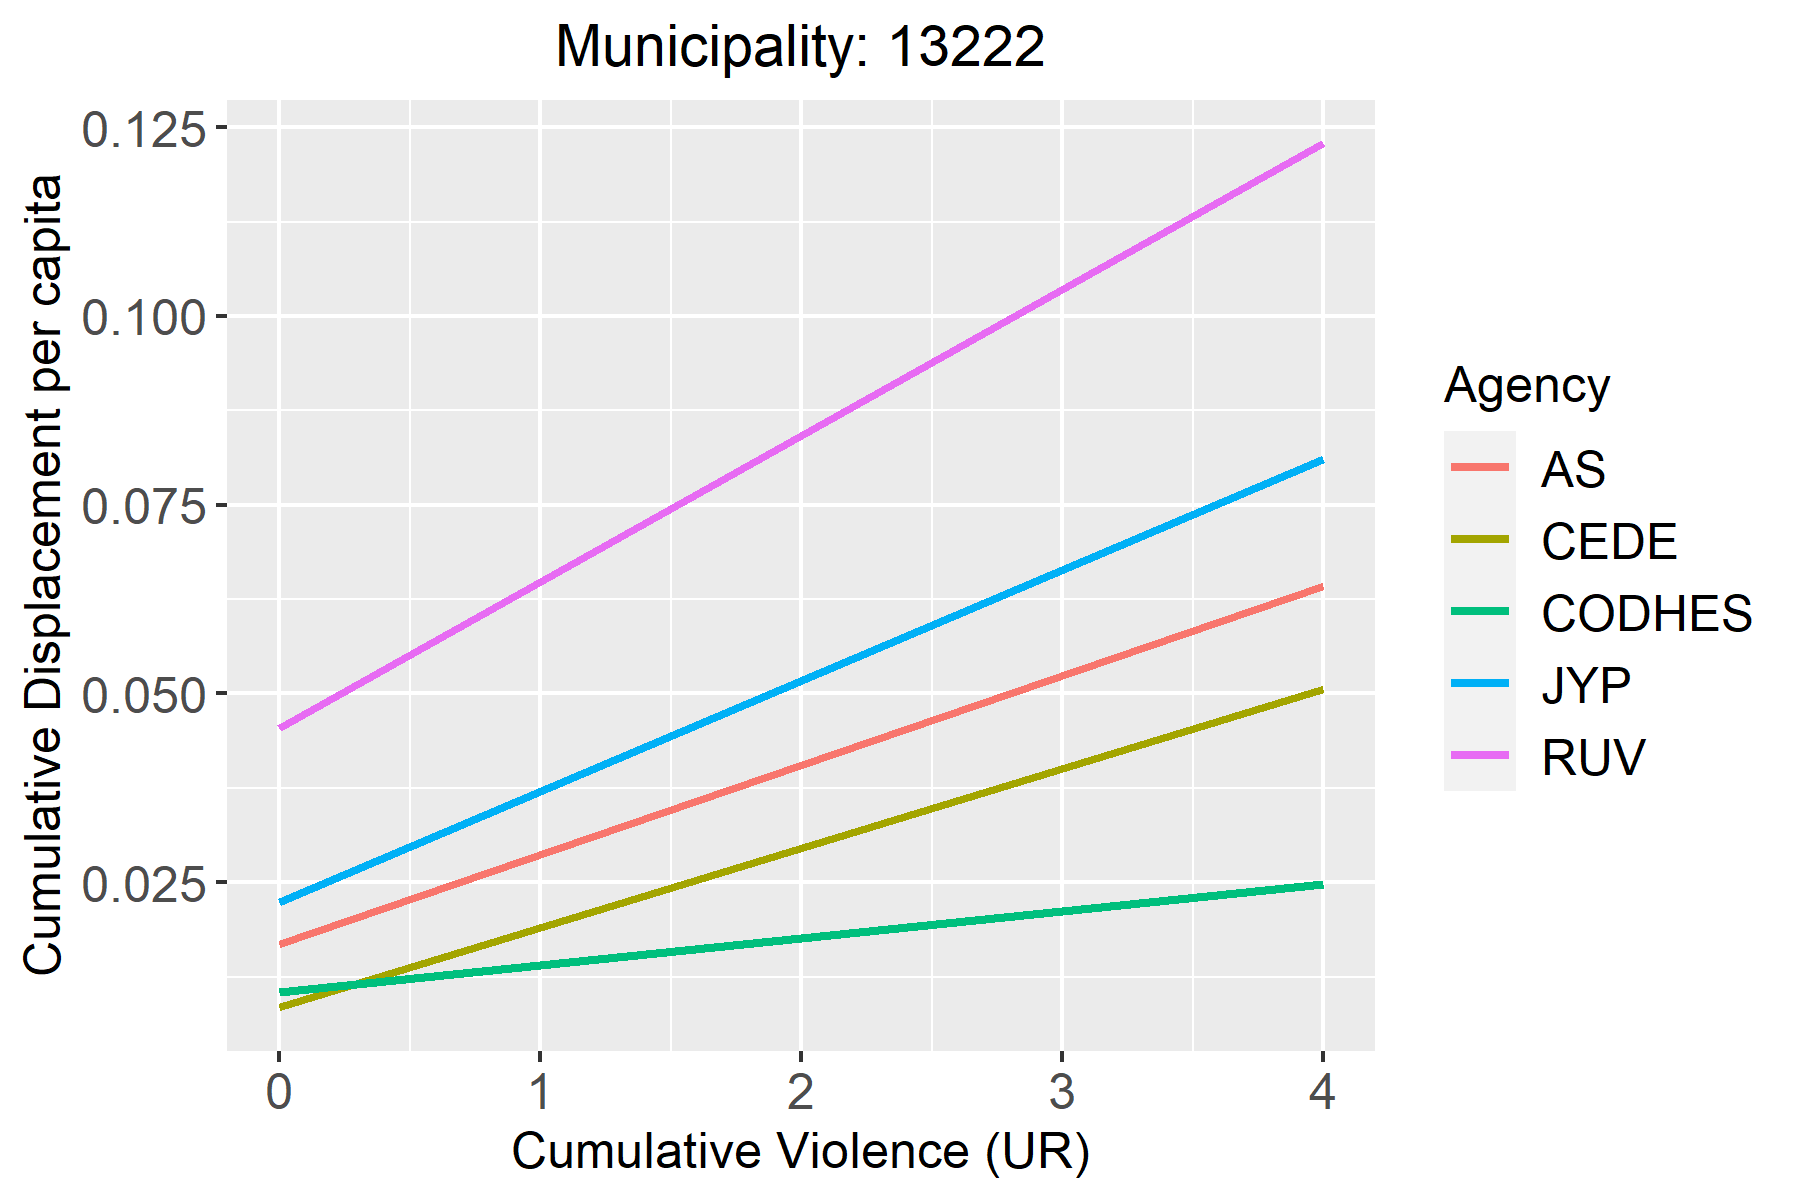 Municipality: 13222
Cumulative Displacement per capita
0.125
0.100
0.075
0.050
0.025
0
1
2
3
4
Cumulative Violence (UR)
Agency
AS
CEDE
CODHES
JYP
RUV